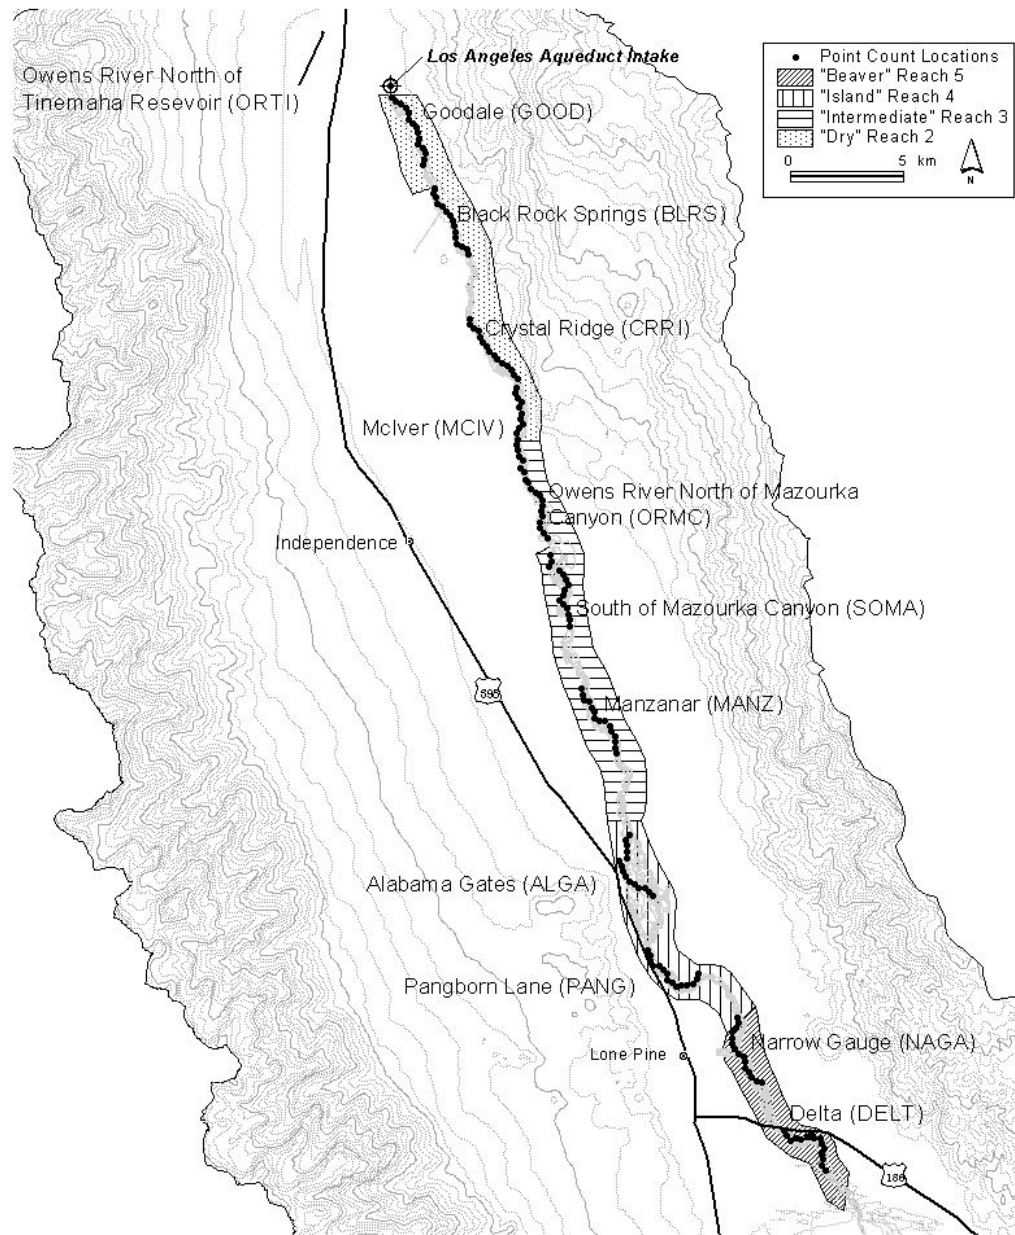 Los Angeles Aqueduct Intake
Owens River North of
Tinemaha Resevoir (ORTI)
Point Count Locations
"Beaver" Reach 5
"Island" Reach 4
"Intermediate" Reach 3
"Dry" Reach 2
0 5 km
N
Goodale (GOOD)
Black Rock Springs (BLRS)
Crystal Ridge (CRRI)
McIver (MCIV)
Owens River North of Mazourka
Canyon (ORMC)
Independence
South of Mazourka Canyon (SOMA)
395
Manzanar (MANZ)
Alabama Gates (ALGA)
Pangborn Lane (PANG)
Narrow Gauge (NAGA)
Lone Pine
Delta (DELT)